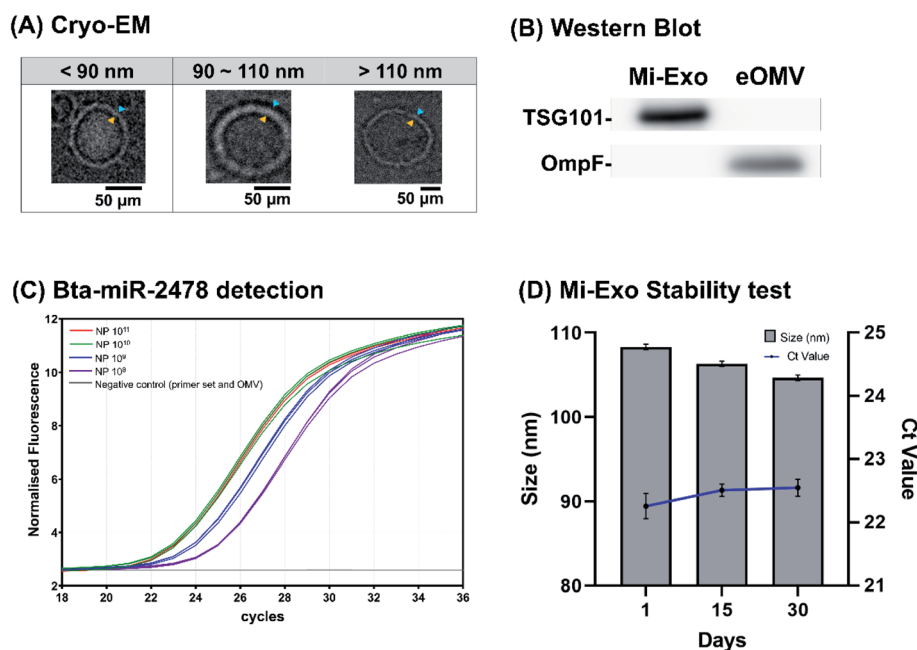 (A) Cryo-EM
< 90 nm
90 ~ 110 nm
> 110 nm
50 µm
50 µm
50 µm
(B) Western Blot
Mi-Exo
eOMV
TSG101-
OmpF-
(C) Bta-miR-2478 detection
12
10
8
6
4
2
Normalised Fluorescence
NP 10¹¹
NP 10¹⁰
NP 10⁹
NP 10⁸
Negative control (primer set and OMV)
18
20
22
24
26
28
30
32
34
36
cycles
(D) Mi-Exo Stability test
110
100
90
80
Size (nm)
Size (nm)
Ct Value
25
24
23
22
21
Ct Value
1
15
30
Days